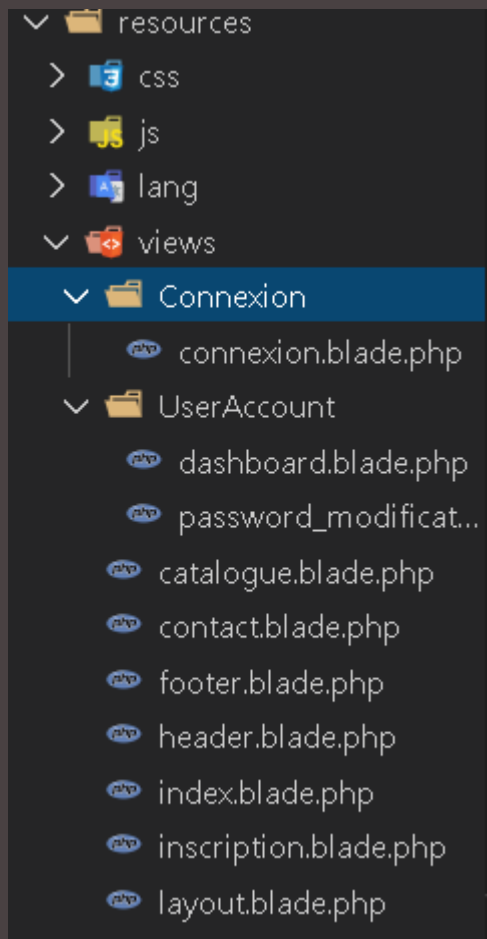 resources
css
js
lang
views
Connexion
connexion.blade.php
UserAccount
dashboard.blade.php
password_modificat...
catalogue.blade.php
contact.blade.php
footer.blade.php
header.blade.php
index.blade.php
inscription.blade.php
layout.blade.php